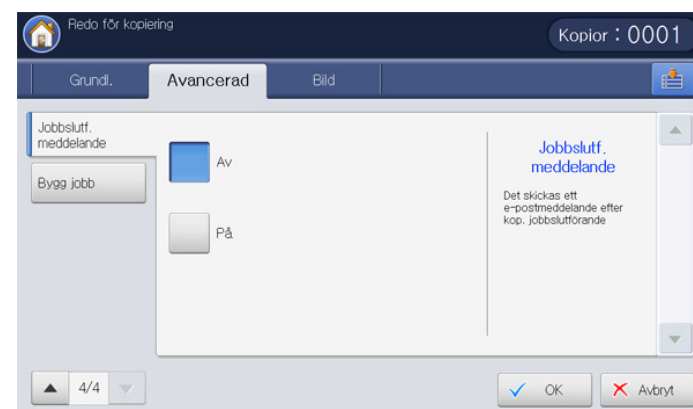 Redo för kopiering
Kopior : 0001
Grundl.
Avancerad
Bild
Jobbslutf.
meddelande
Bygg jobb
Av
På
Jobbslutf.
meddelande
Det skickas ett
e-postmeddelande efter
kop. jobbslutförande
4/4
OK
Avbryt